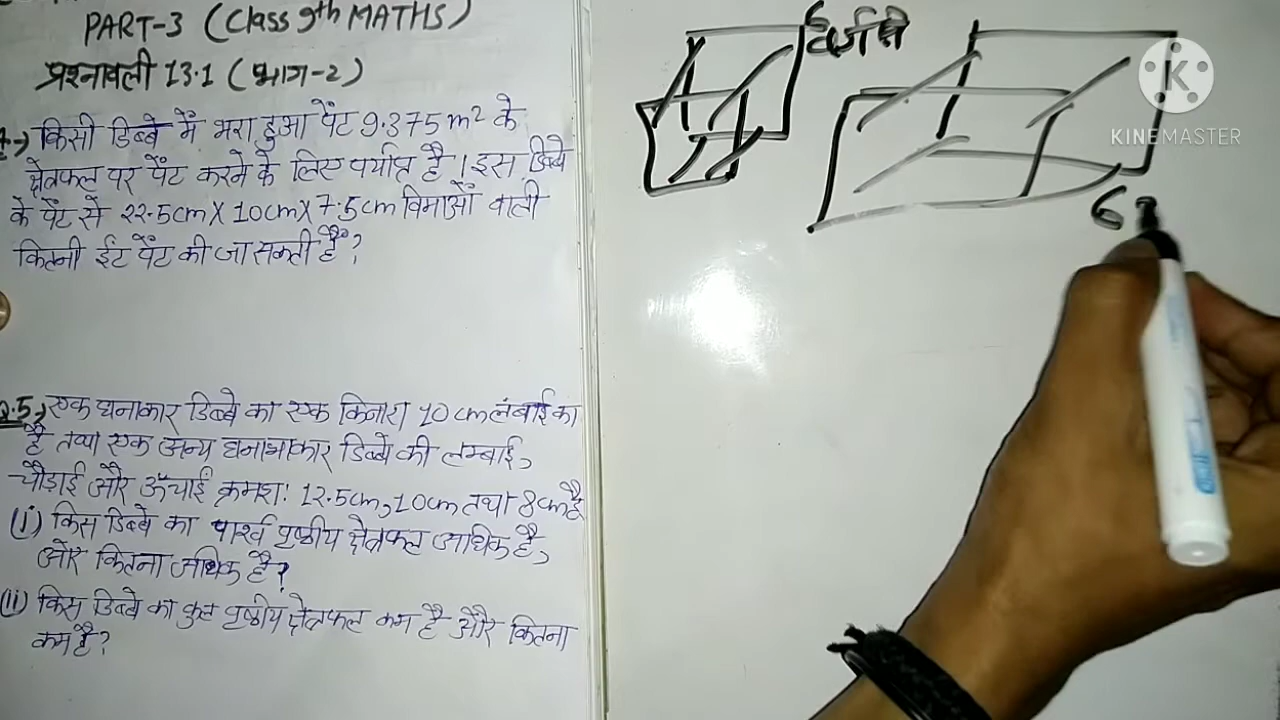 PART-3 (Class 9th MATHS)
प्रश्नावली 13.1 (भाग-2)
किसी डिब्बे में भरा हुआ पेंट 9.375 m² के
क्षेत्रफल पर पेंट करने के लिए पर्याप्त है। इस डिब्बे
के पेंट से 22.5cm X 10cm X 7.5cm विमाओं वाली
कितनी ईंट पेंट की जा सकती हैं?
Q.5, एक घनाकार डिब्बे का एक किनारा 10 cm लंबाई का
है तथा एक अन्य घनाभाकार डिब्बे की लम्बाई,
चौड़ाई और ऊँचाई क्रमशः 12.5cm, 10cm तथा 8cm है
(i) किस डिब्बे का पार्श्व पृष्ठीय क्षेत्रफल अधिक है,
और कितना अधिक है?
(ii) किस डिब्बे का कुल पृष्ठीय क्षेत्रफल कम है और कितना
कम है?
6
K
KINEMASTER